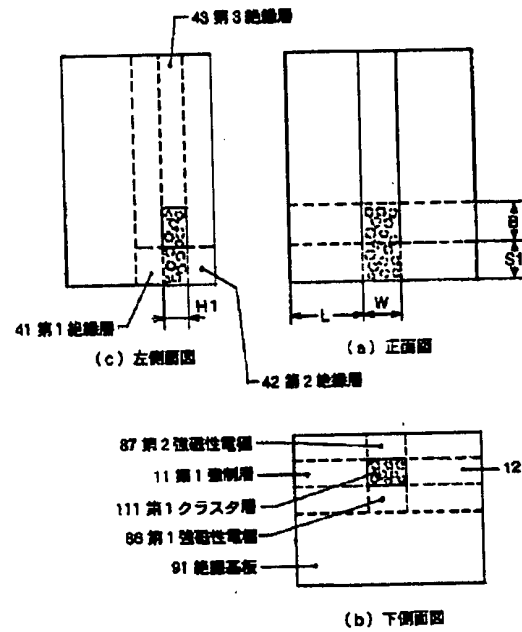 43 第3絶縁層
B
S1
L
W
H1
41 第1絶縁層
(c) 左側面図
(a) 正面図
42 第2絶縁層
87 第2強磁性電極
11 第1強制層
12
111 第1クラスタ層
86 第1強磁性電極
91 絶縁基板
(b) 下側面図